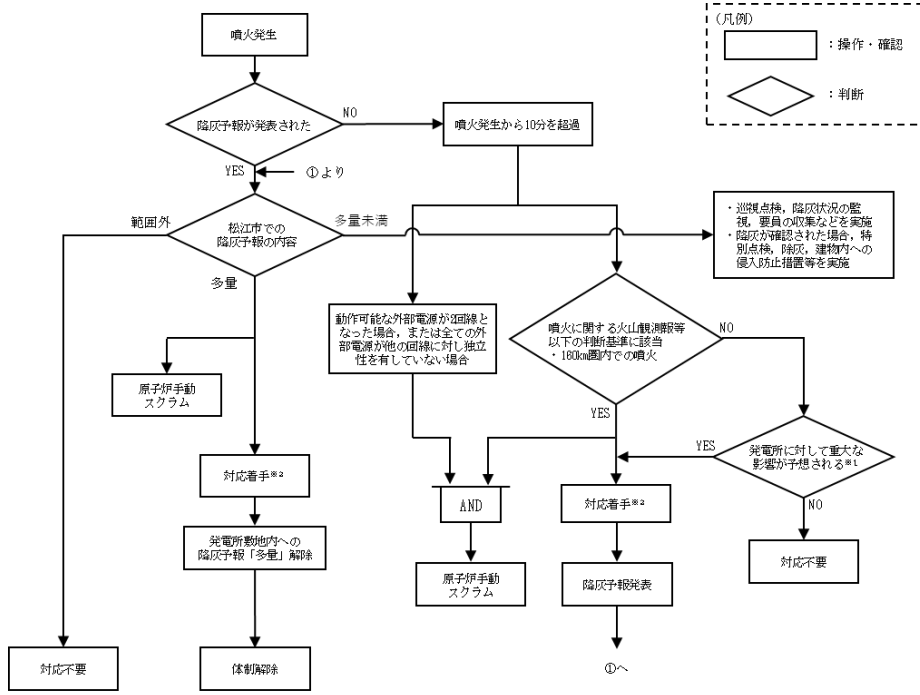 噴火発生
(凡例)
：操作・確認
：判断
降灰予報が発表された
NO
噴火発生から10分を超過
YES
①より
松江市での
降灰予報の内容
範囲外
多量未満
多量
・巡視点検，降灰状況の監
視，要員の収集などを実施
・降灰が確認された場合，特
別点検，除灰，建物内への
侵入防止措置等を実施
動作可能な外部電源が2回線と
なった場合，または全ての外
部電源が他の回線に対し独立
性を有していない場合
噴火に関する火山観測報等
以下の判断基準に該当
・160km圏内での噴火
NO
YES
原子炉手動
スクラム
発電所に対して重大な
影響が予想される※1
YES
NO
対応着手※2
AND
対応着手※2
発電所敷地内への
降灰予報「多量」解除
対応不要
原子炉手動
スクラム
降灰予報発表
対応不要
体制解除
①へ